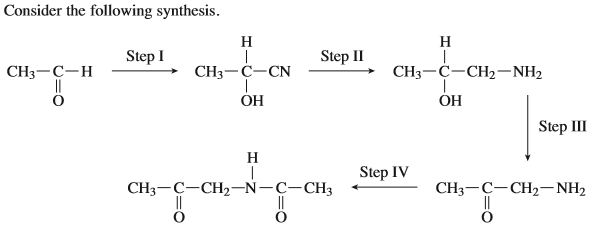 Consider the following synthesis.
H H
Step I Step II
CH₃—C—H CH₃—C—CN CH₃—C—CH₂—NH₂
O OH OH
Step III
H
Step IV
CH₃—C—CH₂—N—C—CH₃ CH₃—C—CH₂—NH₂
O O O